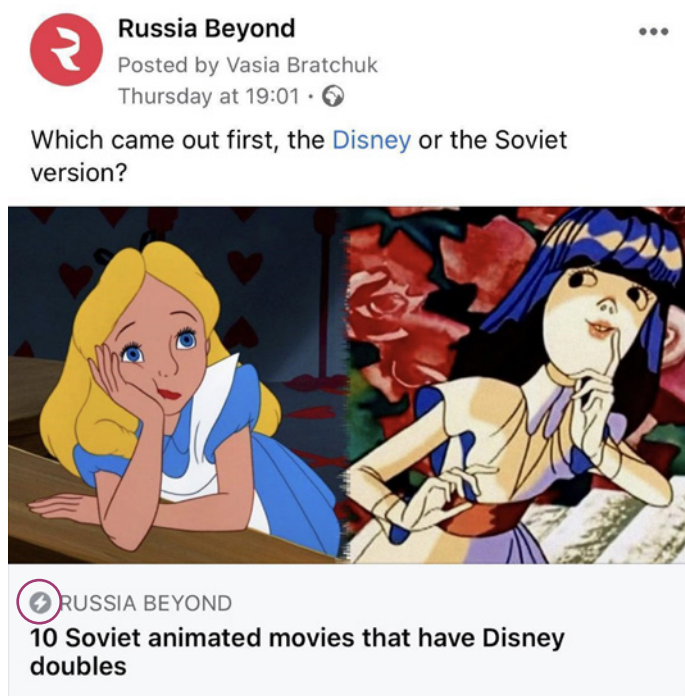 Russia Beyond
Posted by Vasia Bratchuk
Thursday at 19:01 ·
Which came out first, the Disney or the Soviet
version?
RUSSIA BEYOND
10 Soviet animated movies that have Disney
doubles